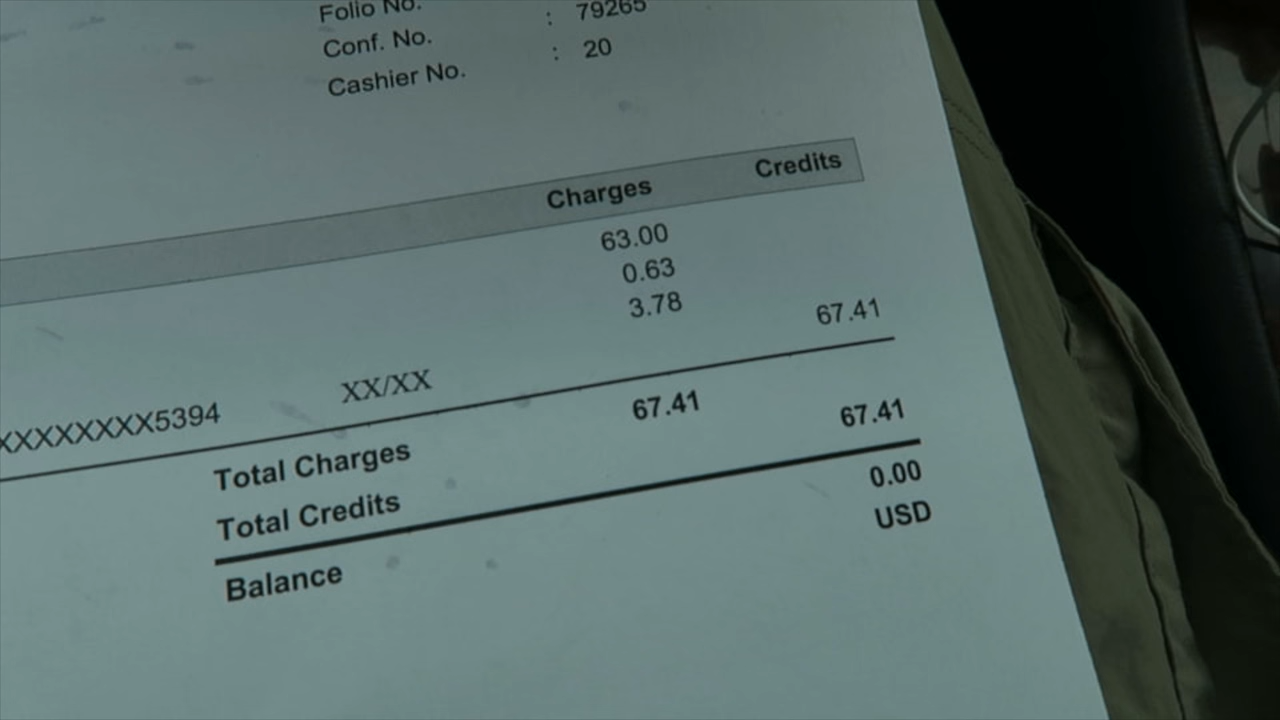 Folio No.
Conf. No. : 79265
Cashier No. : 20
Charges Credits
63.00
0.63
3.78
67.41
XXXXXXXX5394 XX/XX
Total Charges 67.41
Total Credits 67.41
Balance 0.00
USD